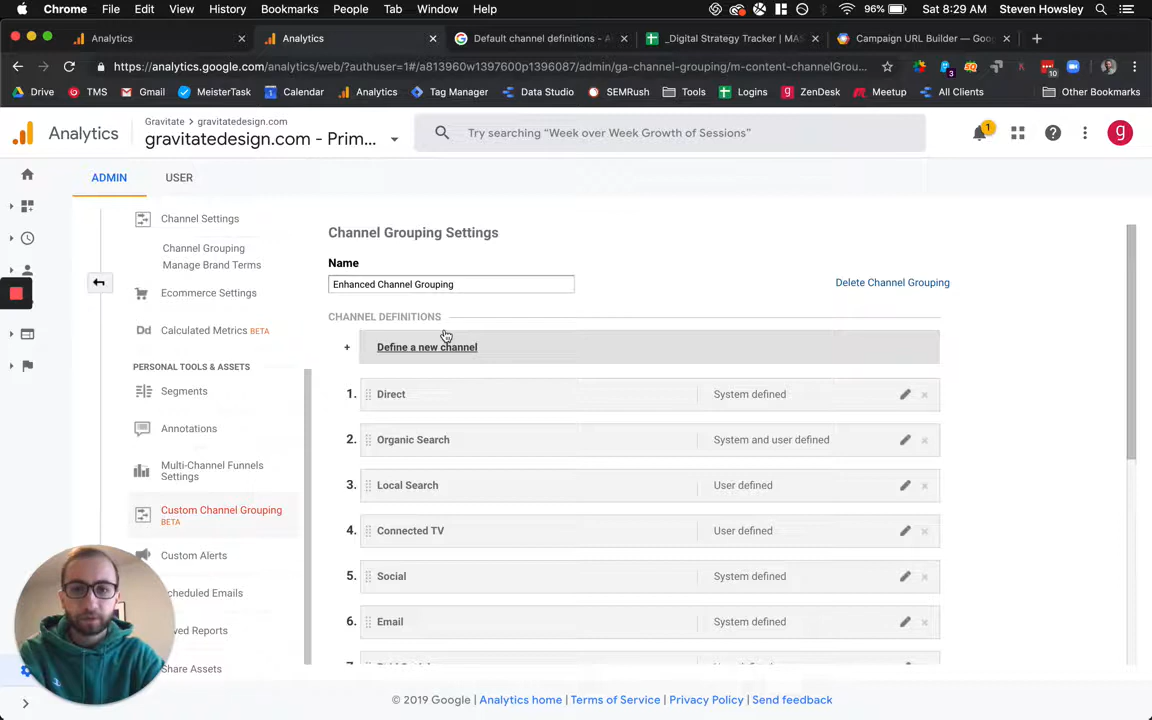 Chrome File Edit View History Bookmarks People Tab Window Help 96% Sat 8:29 AM Steven Howsley
Analytics Analytics Default channel definitions - A _Digital Strategy Tracker | MAS Campaign URL Builder — Goo
https://analytics.google.com/analytics/web/?authuser=1#/a813960w1397600p1396087/admin/ga-channel-grouping/m-content-channelGrou... 3 10
Drive TMS Gmail MeisterTask Calendar Analytics Tag Manager Data Studio SEMRush Tools Logins ZenDesk Meetup All Clients Other Bookmarks
Analytics
Gravitate > gravitatedesign.com
gravitatedesign.com - Prim...
Try searching “Week over Week Growth of Sessions”
1
g
ADMIN USER
Channel Settings
Channel Grouping
Manage Brand Terms
Ecommerce Settings
Dd Calculated Metrics BETA
PERSONAL TOOLS & ASSETS
Segments
Annotations
Multi-Channel Funnels
Settings
Custom Channel Grouping
BETA
Custom Alerts
cheduled Emails
ved Reports
Share Assets
Channel Grouping Settings
Name
Enhanced Channel Grouping
Delete Channel Grouping
CHANNEL DEFINITIONS
+ Define a new channel
1. Direct System defined
2. Organic Search System and user defined
3. Local Search User defined
4. Connected TV User defined
5. Social System defined
6. Email System defined
© 2019 Google | Analytics home | Terms of Service | Privacy Policy | Send feedback